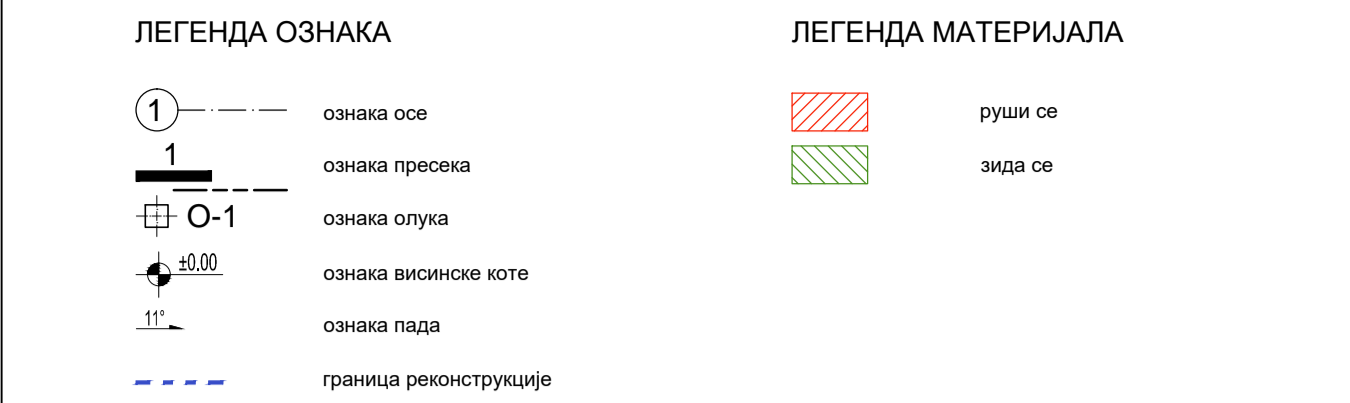 ЛЕГЕНДА ОЗНАКА
1 ознака осе
1 ознака пресека
О-1 ознака олука
±0.00 ознака висинске коте
11° ознака пада
граница реконструкције
ЛЕГЕНДА МАТЕРИЈАЛА
руши се
зида се